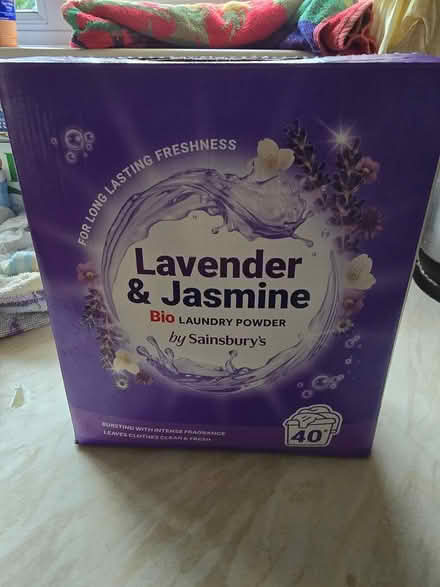 FOR LONG LASTING FRESHNESS
Lavender
& Jasmine
Bio LAUNDRY POWDER
by Sainsbury's
BURSTING WITH INTENSE FRAGRANCE
LEAVES CLOTHES CLEAN & FRESH
40